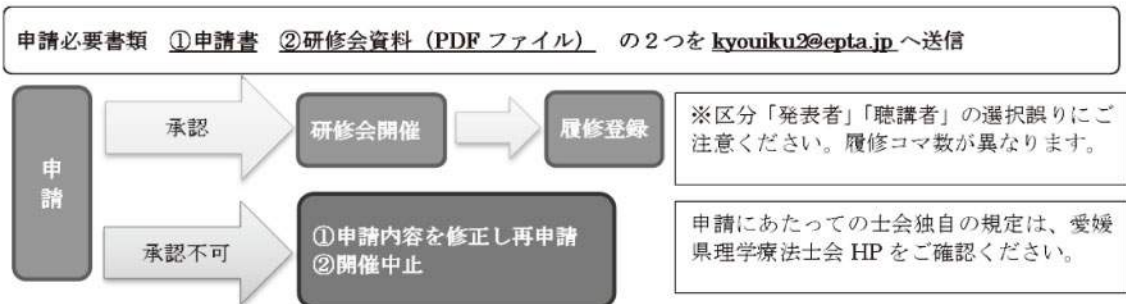 申請必要書類 ①申請書 ②研修会資料(PDF ファイル) の2つを kyouiku2@epta.jp へ送信
申
請
承認
研修会開催
履修登録
※区分「発表者」「聴講者」の選択誤りにご
注意ください。履修コマ数が異なります。
承認不可
①申請内容を修正し再申請
②開催中止
申請にあたっての士会独自の規定は、愛媛
県理学療法士会 HP をご確認ください。